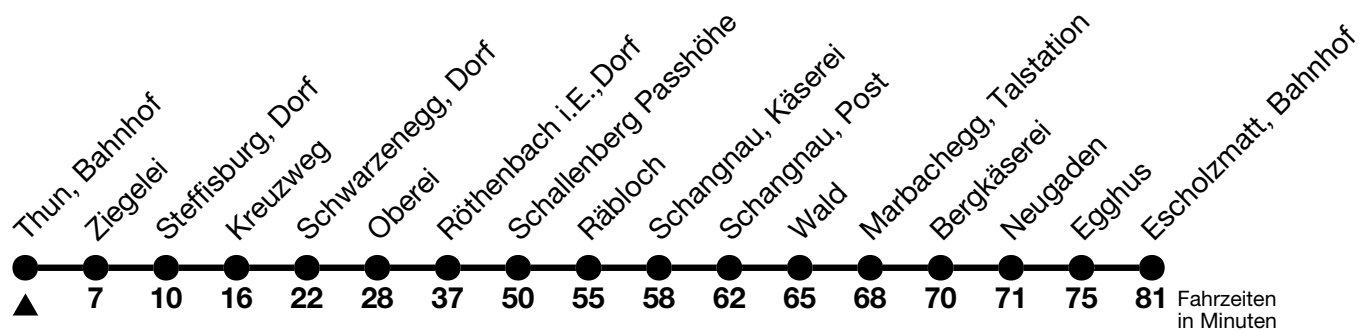 Thun, Bahnhof
Ziegelei
Steffisburg, Dorf
Kreuzweg
Schwarzenegg, Dorf
Oberei
Röthenbach i.E.,Dorf
Schallenberg Passhöhe
Räbloch
Schangnau, Käserei
Schangnau, Post
Wald
Marbachegg, Talstation
Bergkäserei
Neugaden
Egghus
Escholzmatt, Bahnhof
7 10 16 22 28 37 50 55 58 62 65 68 70 71 75 81
Fahrzeiten
in Minuten